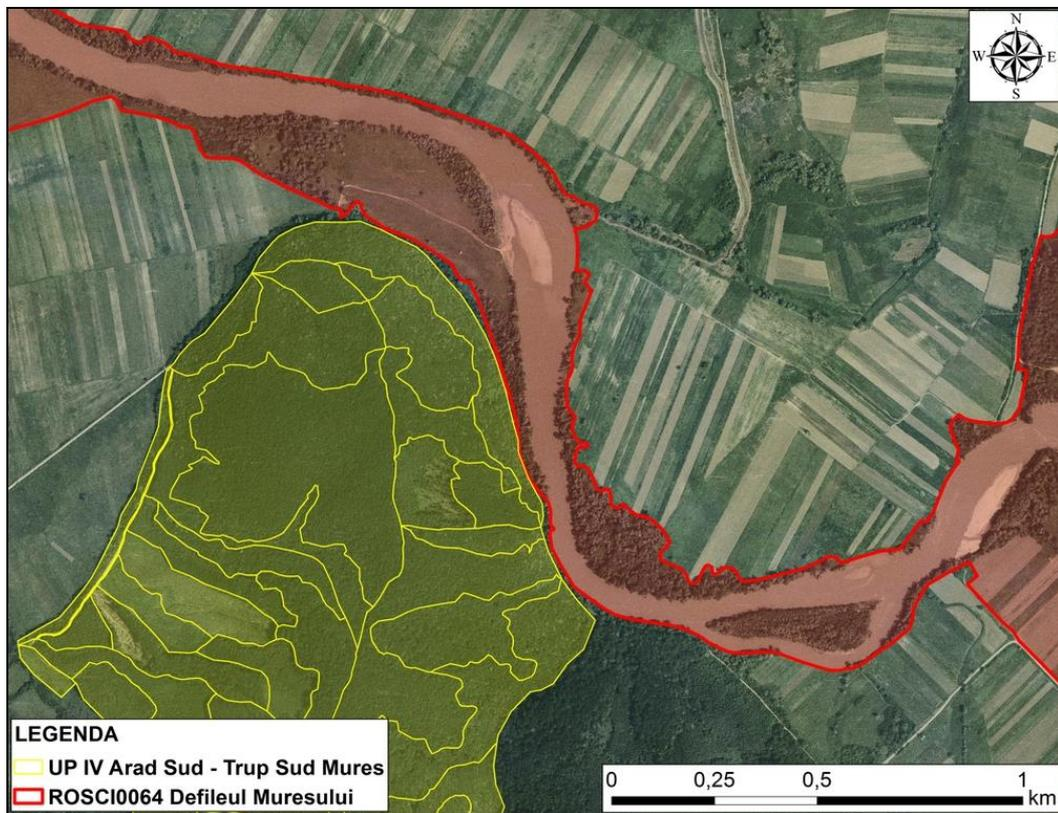 N
W E
S
LEGENDA
UP IV Arad Sud - Trup Sud Mures
ROSCI0064 Defileul Muresului
0 0,25 0,5 1
km